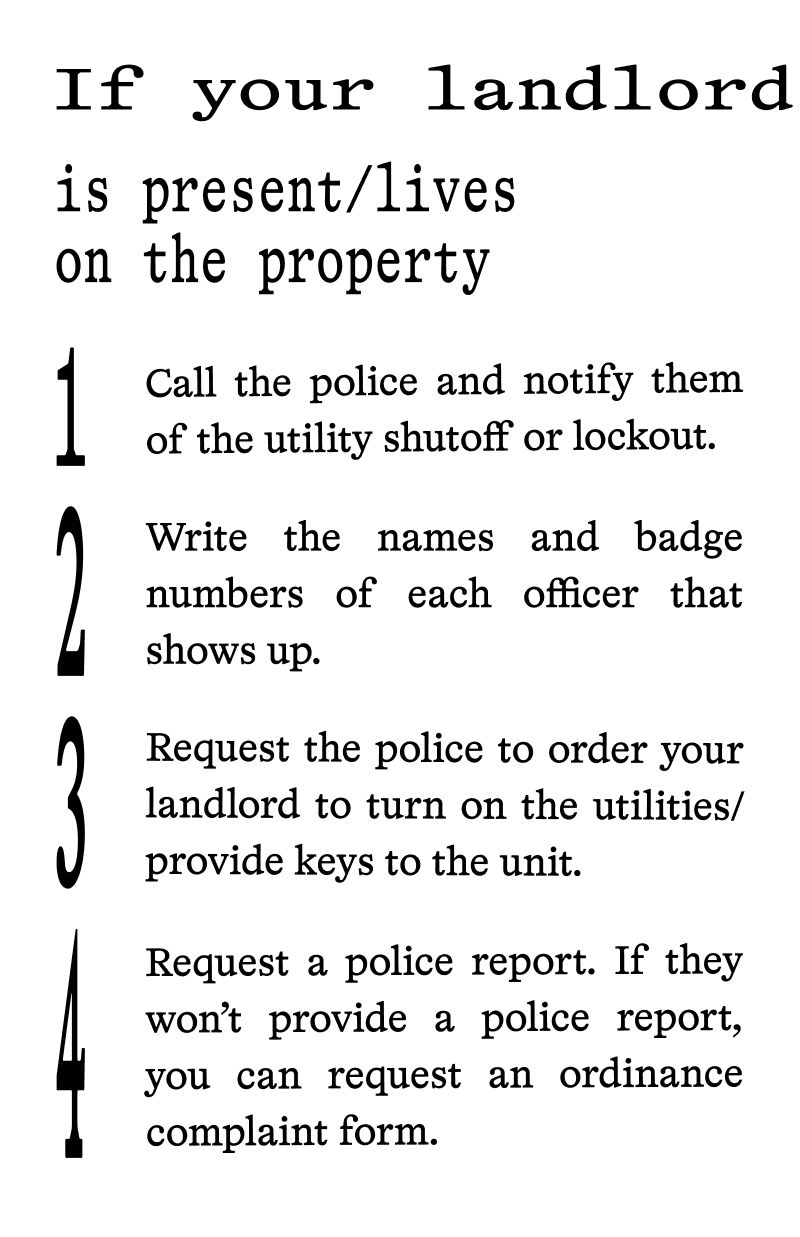 If your landlord
is present/lives
on the property
1
Call the police and notify them
of the utility shutoff or lockout.
2
Write the names and badge
numbers of each officer that
shows up.
3
Request the police to order your
landlord to turn on the utilities/
provide keys to the unit.
4
Request a police report. If they
won’t provide a police report,
you can request an ordinance
complaint form.